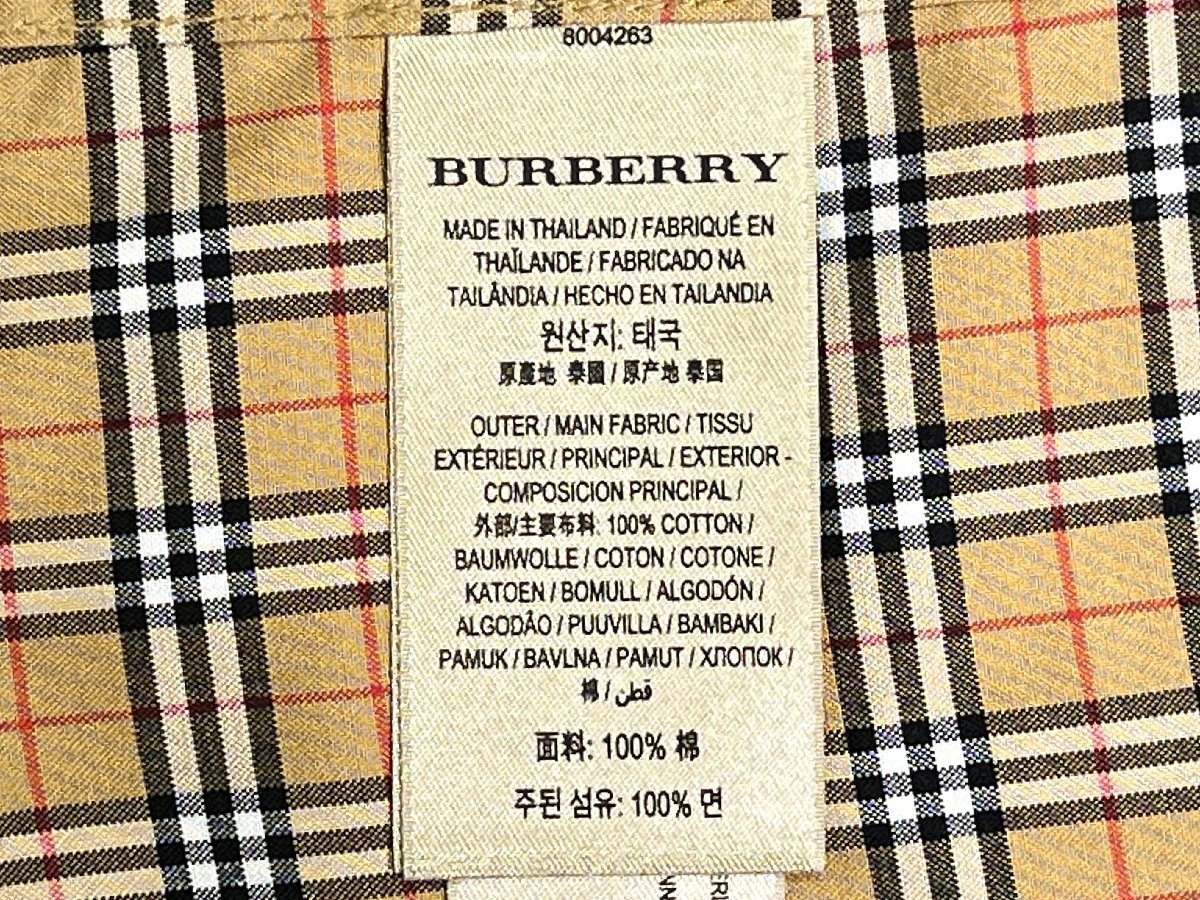 8004263
BURBERRY
MADE IN THAILAND / FABRIQUÉ EN
THAÏLANDE / FABRICADO NA
TAILÂNDIA / HECHO EN TAILANDIA
원산지: 태국
原產地 泰國 / 原产地 泰国
OUTER / MAIN FABRIC / TISSU
EXTÉRIEUR / PRINCIPAL / EXTERIOR -
COMPOSICION PRINCIPAL /
外部/主要布料: 100% COTTON /
BAUMWOLLE / COTON / COTONE /
KATOEN / BOMULL / ALGODÓN /
ALGODÃO / PUUVILLA / BAMBAKI /
PAMUK / BAVLNA / PAMUT / ХЛОПОК /
棉 / قطن
面料: 100% 棉
주된 섬유: 100% 면